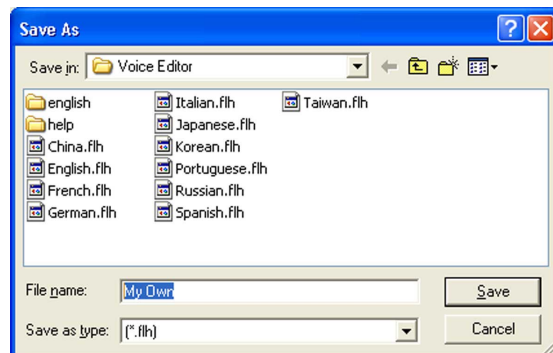 Save As
Save in: Voice Editor
english
help
China.flh
English.flh
French.flh
German.flh
Italian.flh
Japanese.flh
Korean.flh
Portuguese.flh
Russian.flh
Spanish.flh
Taiwan.flh
File name: My Own
Save
Save as type: (*.flh)
Cancel